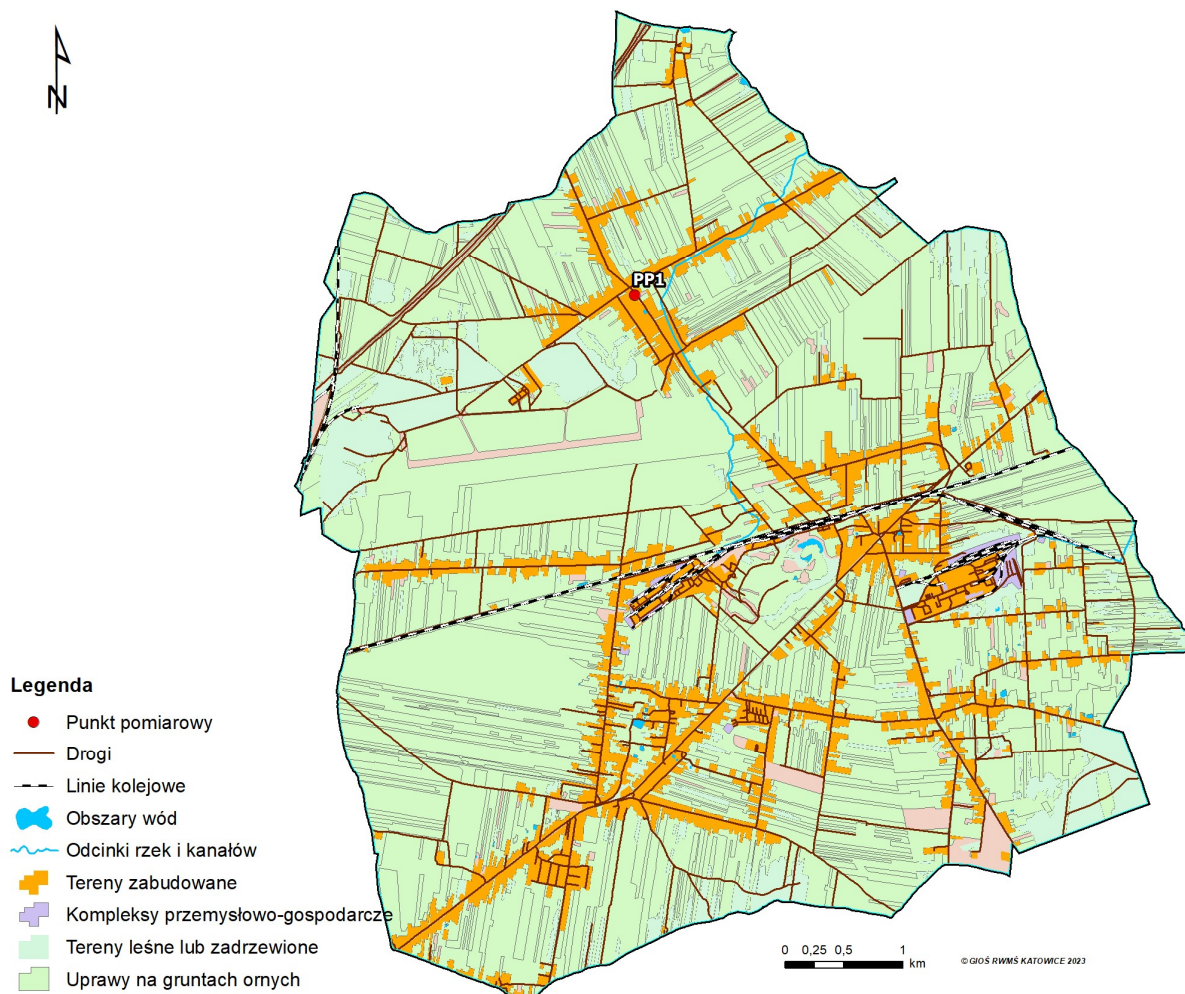 N
PP1
Legenda
Punkt pomiarowy
Drogi
Linie kolejowe
Obszary wód
Odcinki rzek i kanałów
Tereny zabudowane
Kompleksy przemysłowo-gospodarcze
Tereny leśne lub zadrzewione
Uprawy na gruntach ornych
0 0,25 0,5 1
km
© GIOŚ RWMŚ KATOWICE 2023